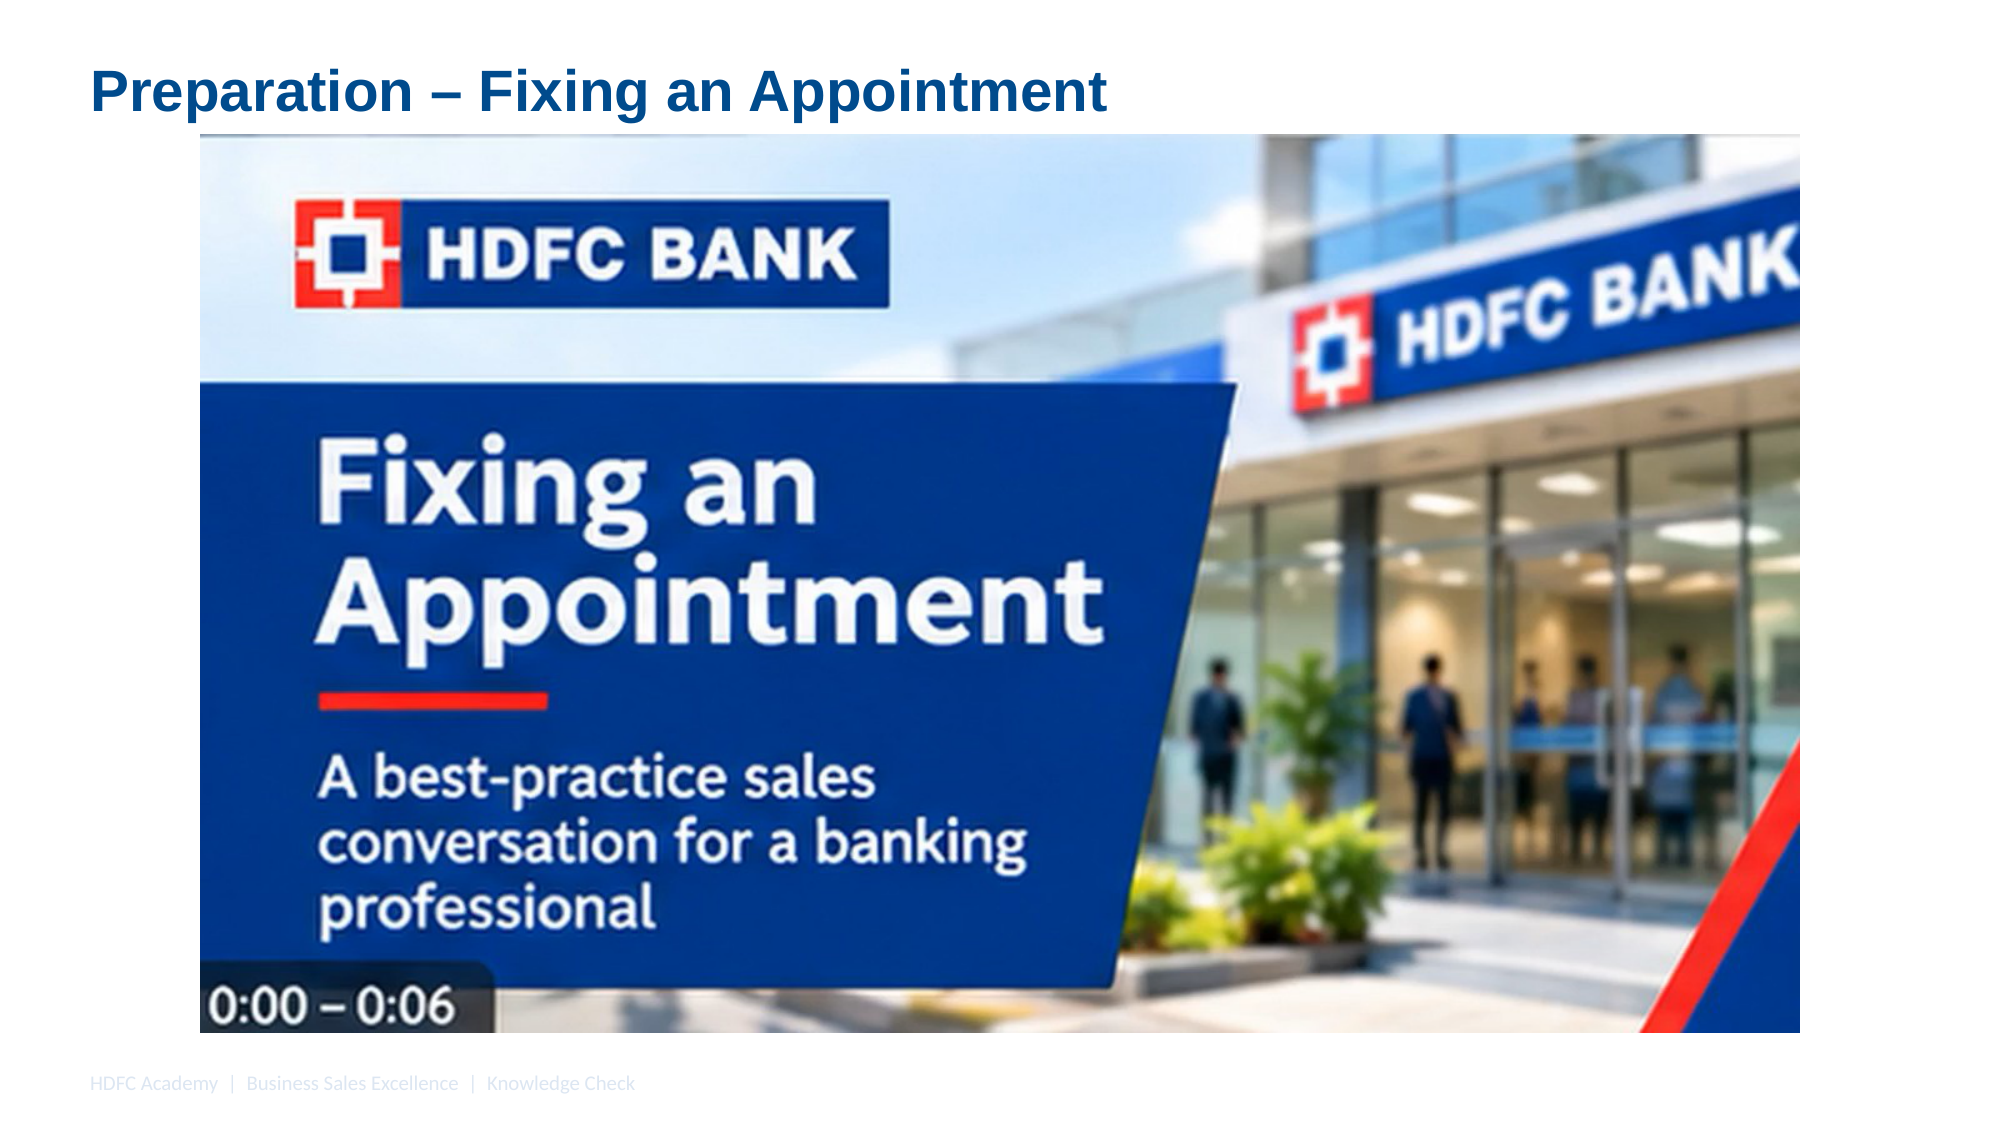 Preparation – Fixing an Appointment
HDFC BANK
HDFC BANK
Fixing an
Appointment
A best-practice sales
conversation for a banking
professional
0:00 – 0:06
HDFC Academy | Business Sales Excellence | Knowledge Check